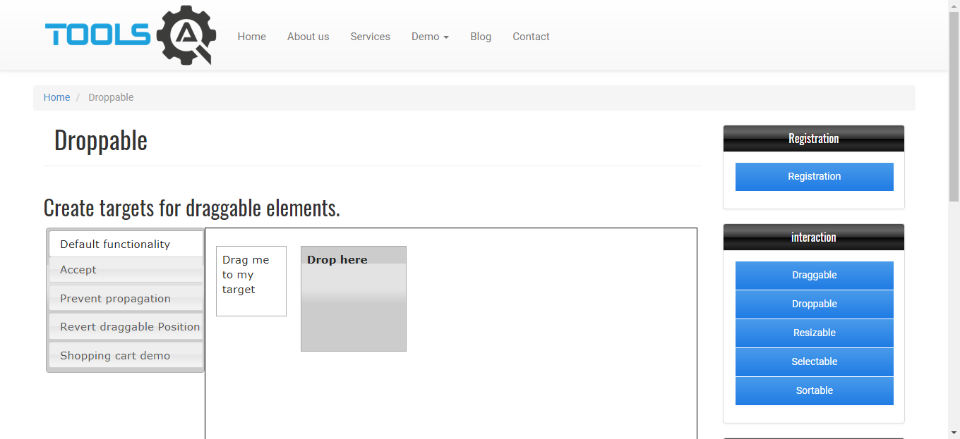 TOOLS QA
Home
About us
Services
Demo
Blog
Contact
Home / Droppable
Droppable
Create targets for draggable elements.
Default functionality
Accept
Prevent propagation
Revert draggable Position
Shopping cart demo
Drag me
to my
target
Drop here
Registration
Registration
interaction
Draggable
Droppable
Resizable
Selectable
Sortable